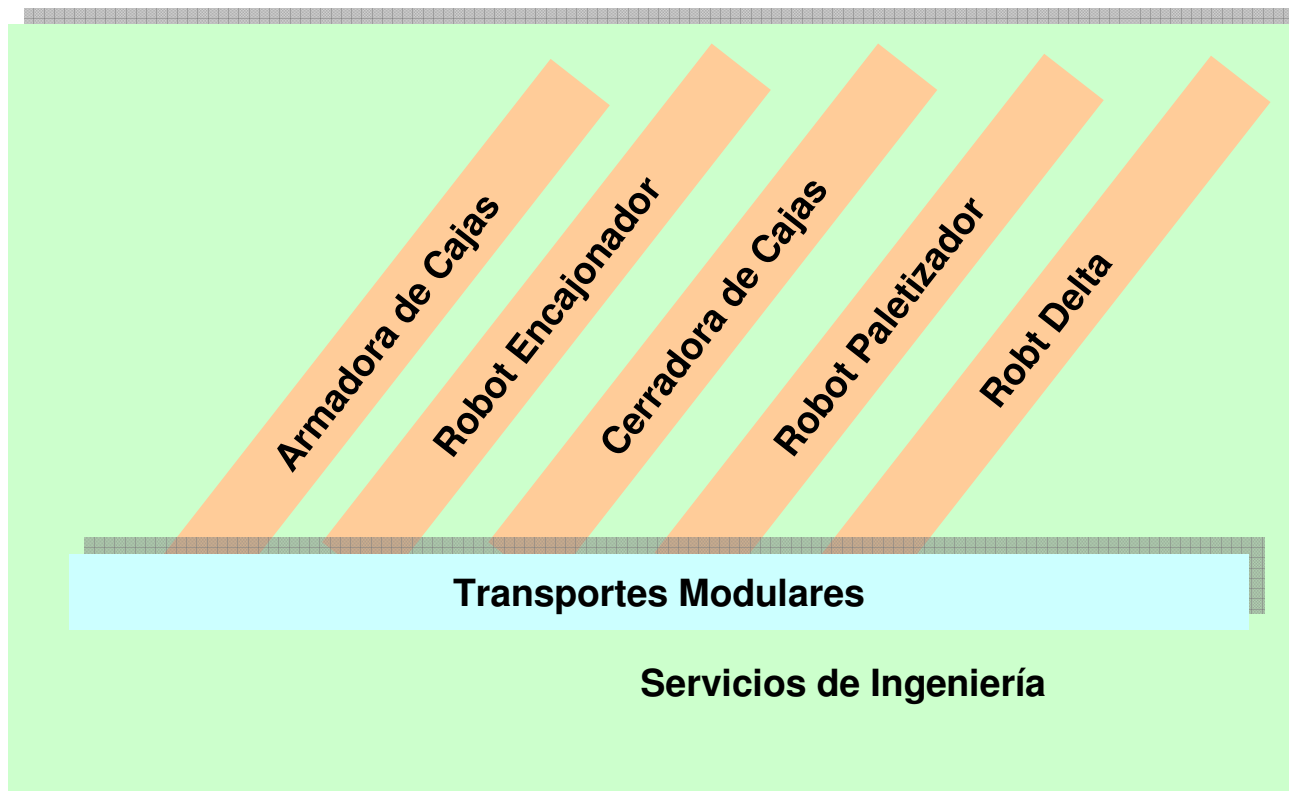 Armadora de Cajas
Robot Encajonador
Cerradora de Cajas
Robot Paletizador
Robt Delta
Transportes Modulares
Servicios de Ingeniería